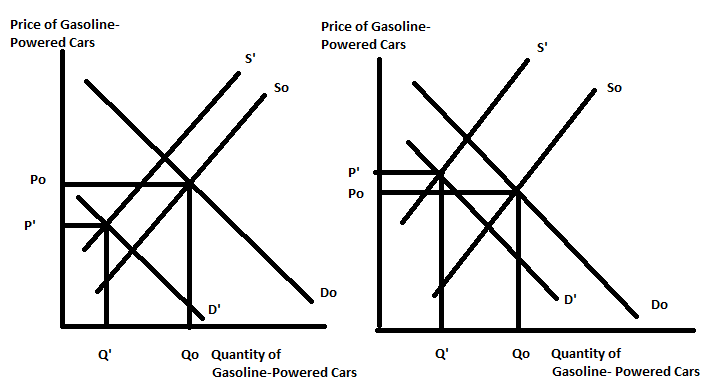 Price of Gasoline-
Powered Cars
S'
So
Po
P'
Do
D'
Q'
Qo
Quantity of
Gasoline-Powered Cars
Price of Gasoline-
Powered Cars
S'
So
P'
Po
D'
Do
Q'
Qo
Quantity of
Gasoline- Powered Cars